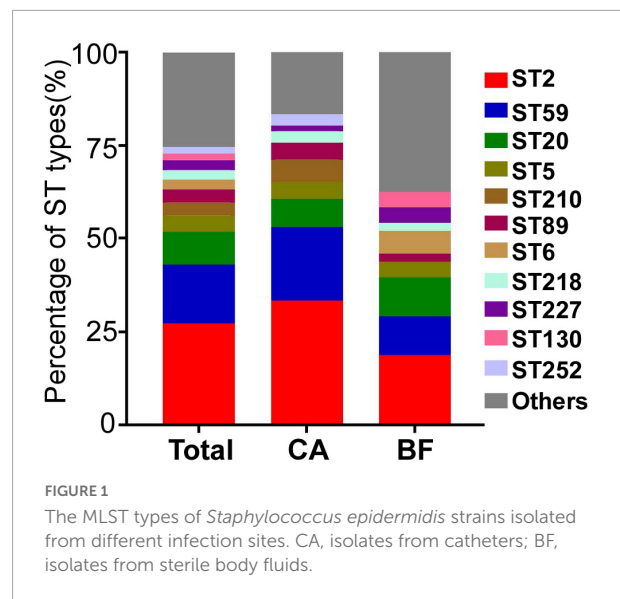 Percentage of ST types(%)
100
75
50
25
0
Total
CA
BF
ST2
ST59
ST20
ST5
ST210
ST89
ST6
ST218
ST227
ST130
ST252
Others
FIGURE 1
The MLST types of Staphylococcus epidermidis strains isolated
from different infection sites. CA, isolates from catheters; BF,
isolates from sterile body fluids.